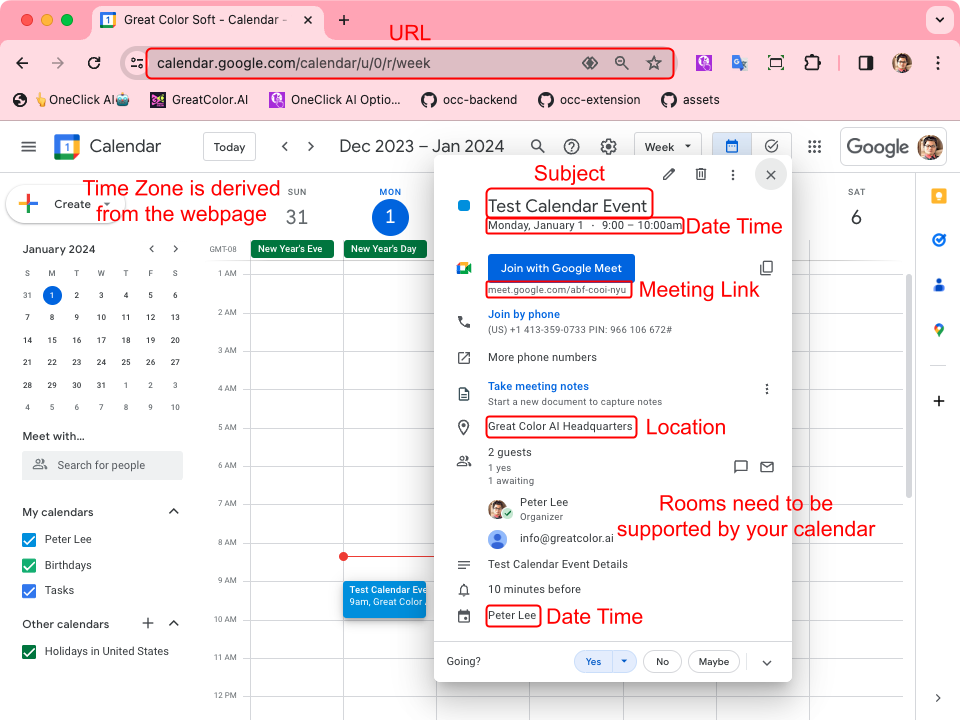 Great Color Soft - Calendar -
URL
calendar.google.com/calendar/u/0/r/week
OneClick AI
GreatColor.AI
OneClick AI Optio...
occ-backend
occ-extension
assets
Calendar
Today
Dec 2023 – Jan 2024
Week
Google
Create
Time Zone is derived
from the webpage
January 2024
S M T W T F S
31 1 2 3 4 5 6
7 8 9 10 11 12 13
14 15 16 17 18 19 20
21 22 23 24 25 26 27
28 29 30 31 1 2 3
4 5 6 7 8 9 10
Meet with...
Search for people
My calendars
Peter Lee
Birthdays
Tasks
Other calendars
Holidays in United States
SUN
31
MON
1
SAT
6
GMT-08
New Year's Eve
New Year's Day
1 AM
2 AM
3 AM
4 AM
5 AM
6 AM
7 AM
8 AM
9 AM
10 AM
11 AM
12 PM
Test Calendar Eve
9am, Great Color
Subject
Test Calendar Event
Monday, January 1 · 9:00 – 10:00am
Date Time
Join with Google Meet
meet.google.com/abf-cooi-nyu
Meeting Link
Join by phone
(US) +1 413-359-0733 PIN: 966 106 672#
More phone numbers
Take meeting notes
Start a new document to capture notes
Great Color AI Headquarters
Location
2 guests
1 yes
1 awaiting
Peter Lee
Organizer
info@greatcolor.ai
Rooms need to be
supported by your calendar
Test Calendar Event Details
10 minutes before
Peter Lee
Date Time
Going?
Yes
No
Maybe